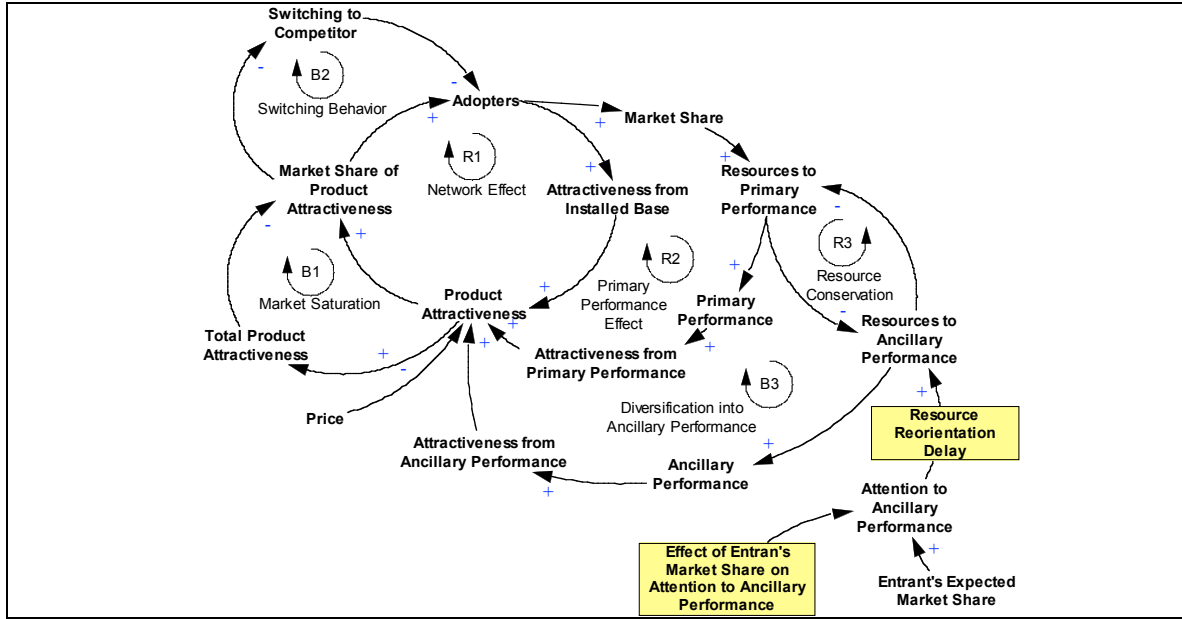 Switching to
Competitor
-
B2
Switching Behavior
-
Adopters
+
+
Market Share
+
R1
Network Effect
+
Market Share of
Product
Attractiveness
-
+
Attractiveness from
Installed Base
Resources to
Primary
Performance
-
R3
Resource
Conservation
-
B1
Market Saturation
R2
Primary
Performance
Effect
+
+
Product
Attractiveness
+
+
+
-
Primary
Performance
+
Attractiveness from
Primary Performance
Total Product
Attractiveness
Resources to
Ancillary
Performance
+
B3
Diversification into
Ancillary Performance
Price
Resource
Reorientation
Delay
Attractiveness from
Ancillary Performance
+
+
Ancillary
Performance
Attention to
Ancillary
Performance
+
Effect of Entran's
Market Share on
Attention to Ancillary
Performance
Entrant's Expected
Market Share